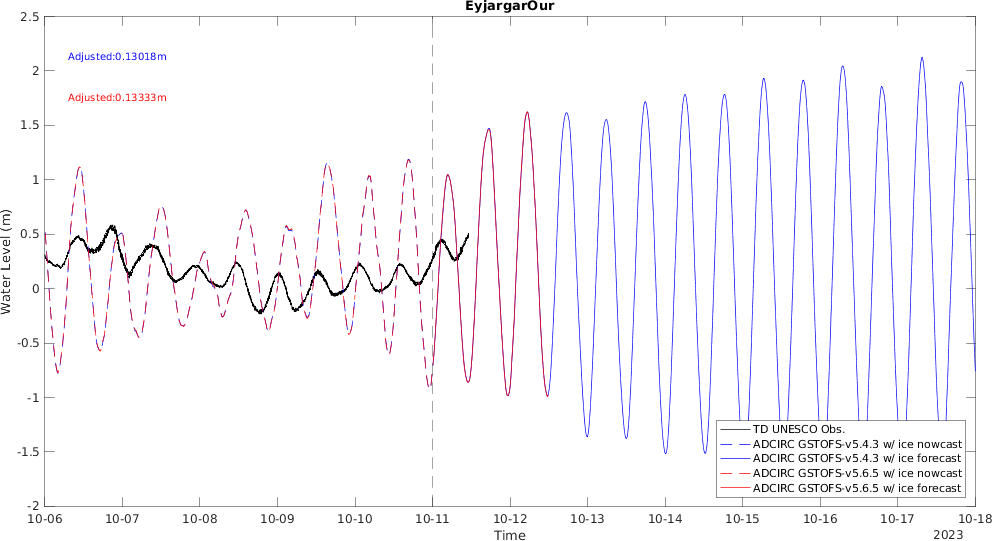 EyjargarOur
Adjusted:0.13018m
Adjusted:0.13333m
Water Level (m)
2.5
2
1.5
1
0.5
0
-0.5
-1
-1.5
-2
TD UNESCO Obs.
ADCIRC GSTOFS-v5.4.3 w/ ice nowcast
ADCIRC GSTOFS-v5.4.3 w/ ice forecast
ADCIRC GSTOFS-v5.6.5 w/ ice nowcast
ADCIRC GSTOFS-v5.6.5 w/ ice forecast
10-06 10-07 10-08 10-09 10-10 10-11 10-12 10-13 10-14 10-15 10-16 10-17 10-18
Time
2023